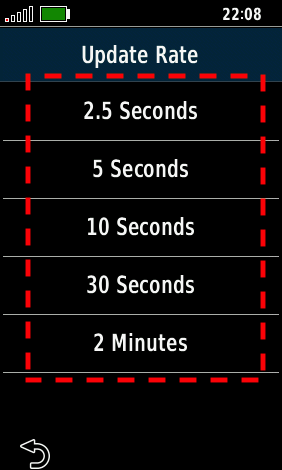 22:08
Update Rate
2.5 Seconds
5 Seconds
10 Seconds
30 Seconds
2 Minutes